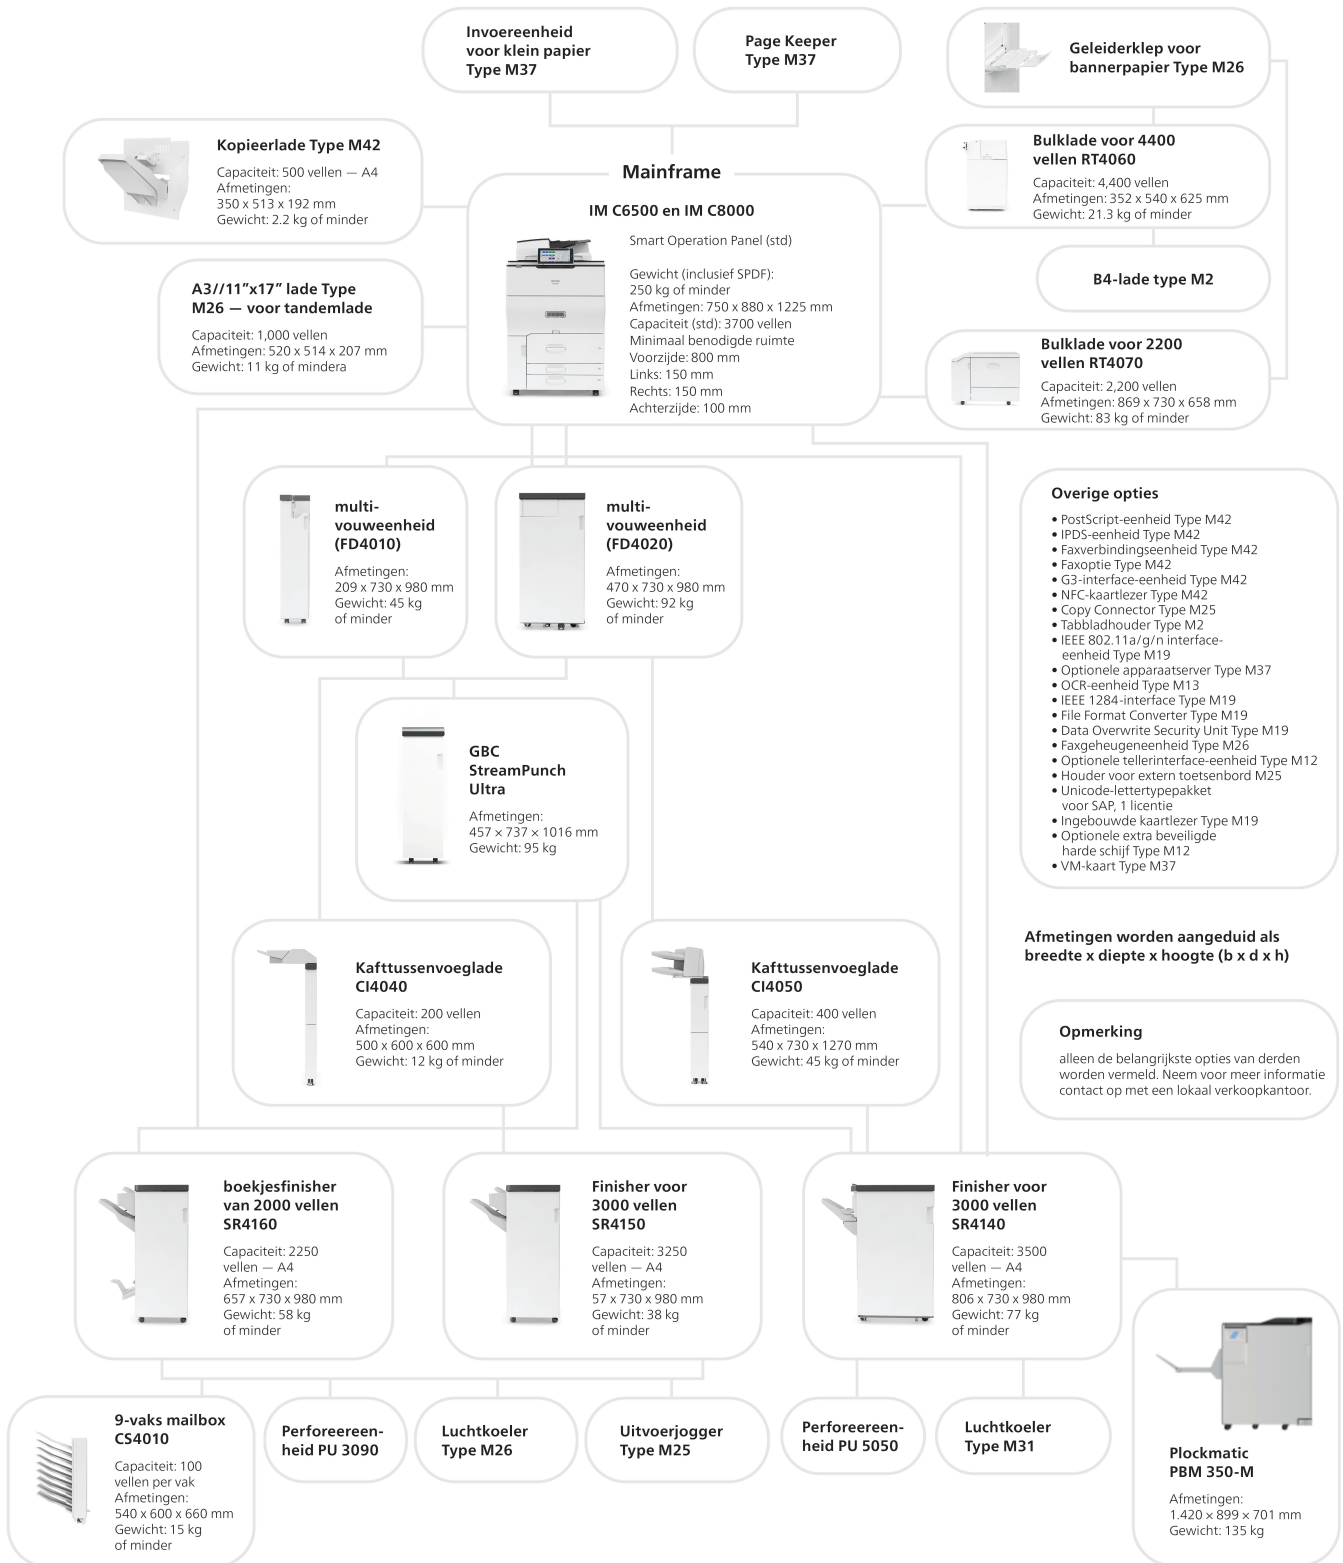 Invoereenheid
voor klein papier
Type M37
Page Keeper
Type M37
Geleiderklep voor
bannerpapier Type M26
Kopieerlade Type M42
Capaciteit: 500 vellen — A4
Afmetingen:
350 x 513 x 192 mm
Gewicht: 2.2 kg of minder
Mainframe
IM C6500 en IM C8000
Smart Operation Panel (std)
Gewicht (inclusief SPDF):
250 kg of minder
Afmetingen: 750 x 880 x 1225 mm
Capaciteit (std): 3700 vellen
Minimaal benodigde ruimte
Voorzijde: 800 mm
Links: 150 mm
Rechts: 150 mm
Achterzijde: 100 mm
Bulklade voor 4400
vellen RT4060
Capaciteit: 4,400 vellen
Afmetingen: 352 x 540 x 625 mm
Gewicht: 21.3 kg of minder
B4-lade type M2
A3//11”x17” lade Type
M26 — voor tandemlade
Capaciteit: 1,000 vellen
Afmetingen: 520 x 514 x 207 mm
Gewicht: 11 kg of mindera
Bulklade voor 2200
vellen RT4070
Capaciteit: 2,200 vellen
Afmetingen: 869 x 730 x 658 mm
Gewicht: 83 kg of minder
multi-
vouweenheid
(FD4010)
Afmetingen:
209 x 730 x 980 mm
Gewicht: 45 kg
of minder
multi-
vouweenheid
(FD4020)
Afmetingen:
470 x 730 x 980 mm
Gewicht: 92 kg
of minder
Overige opties
• PostScript-eenheid Type M42
• IPDS-eenheid Type M42
• Faxverbindingseenheid Type M42
• Faxoptie Type M42
• G3-interface-eenheid Type M42
• NFC-kaartlezer Type M42
• Copy Connector Type M25
• Tabbladhouder Type M2
• IEEE 802.11a/g/n interface-
eenheid Type M19
• Optionele apparaatserver Type M37
• OCR-eenheid Type M13
• IEEE 1284-interface Type M19
• File Format Converter Type M19
• Data Overwrite Security Unit Type M19
• Faxgeheugeneenheid Type M26
• Optionele tellerinterface-eenheid Type M12
• Houder voor extern toetsenbord M25
• Unicode-lettertypepakket
voor SAP, 1 licentie
• Ingebouwde kaartlezer Type M19
• Optionele extra beveiligde
harde schijf Type M12
• VM-kaart Type M37
GBC
StreamPunch
Ultra
Afmetingen:
457 × 737 × 1016 mm
Gewicht: 95 kg
Afmetingen worden aangeduid als
breedte x diepte x hoogte (b x d x h)
Kafttussenvoeglade
CI4040
Capaciteit: 200 vellen
Afmetingen:
500 x 600 x 600 mm
Gewicht: 12 kg of minder
Kafttussenvoeglade
CI4050
Capaciteit: 400 vellen
Afmetingen:
540 x 730 x 1270 mm
Gewicht: 45 kg of minder
Opmerking
alleen de belangrijkste opties van derden
worden vermeld. Neem voor meer informatie
contact op met een lokaal verkoopkantoor.
boekjesfinisher
van 2000 vellen
SR4160
Capaciteit: 2250
vellen — A4
Afmetingen:
657 x 730 x 980 mm
Gewicht: 58 kg
of minder
Finisher voor
3000 vellen
SR4150
Capaciteit: 3250
vellen — A4
Afmetingen:
57 x 730 x 980 mm
Gewicht: 38 kg
of minder
Finisher voor
3000 vellen
SR4140
Capaciteit: 3500
vellen — A4
Afmetingen:
806 x 730 x 980 mm
Gewicht: 77 kg
of minder
9-vaks mailbox
CS4010
Capaciteit: 100
vellen per vak
Afmetingen:
540 x 600 x 660 mm
Gewicht: 15 kg
of minder
Perforeereen-
heid PU 3090
Luchtkoeler
Type M26
Uitvoerjogger
Type M25
Perforeereen-
heid PU 5050
Luchtkoeler
Type M31
Plockmatic
PBM 350-M
Afmetingen:
1.420 × 899 × 701 mm
Gewicht: 135 kg